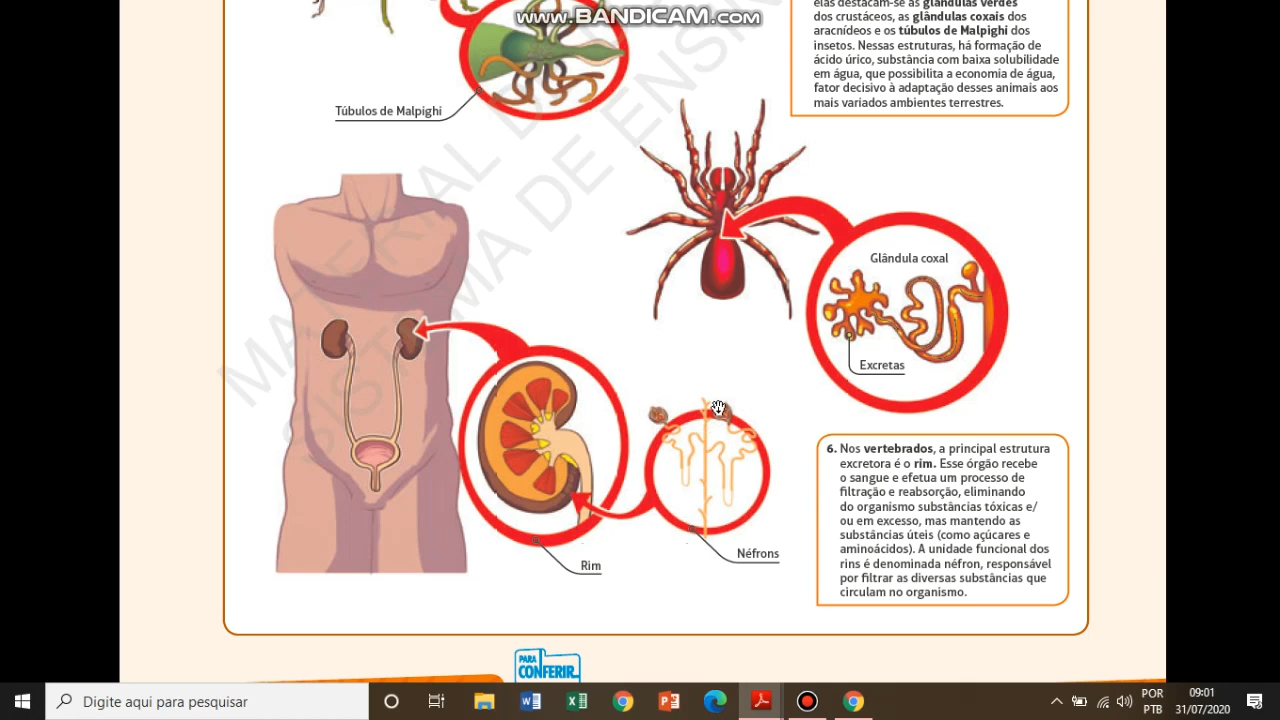 www.BANDICAM.com
elas destacam-se as glândulas verdes
dos crustáceos, as glândulas coxais dos
aracnídeos e os túbulos de Malpighi dos
insetos. Nessas estruturas, há formação de
ácido úrico, substância com baixa solubilidade
em água, que possibilita a economia de água,
fator decisivo à adaptação desses animais aos
mais variados ambientes terrestres.
Túbulos de Malpighi
Glândula coxal
Excretas
6. Nos vertebrados, a principal estrutura
excretora é o rim. Esse órgão recebe
o sangue e efetua um processo de
filtração e reabsorção, eliminando
do organismo substâncias tóxicas e/
ou em excesso, mas mantendo as
substâncias úteis (como açúcares e
aminoácidos). A unidade funcional dos
rins é denominada néfron, responsável
por filtrar as diversas substâncias que
circulam no organismo.
Néfrons
Rim
MATERIAL
SISTEMA DE ENSI
PARA
CONFERIR
Digite aqui para pesquisar
POR
PTB
09:01
31/07/2020